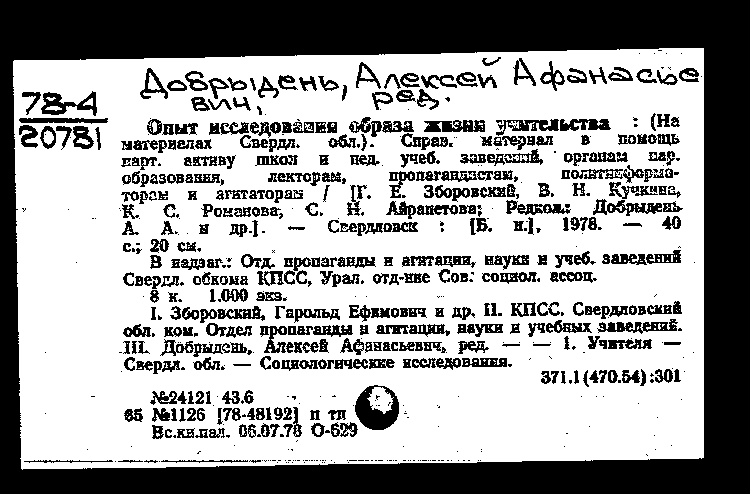 Добрыдень, Алексей Афанасье
вич, ред.
78-4
20781
Опыт исследования образа жизни учительства : (На
материалах Свердл. обл.). Справ. материал в помощь
парт. активу школ и пед. учеб. заведений, органам нар.
образования, лекторам, пропагандистам, политинформа-
торам и агитаторам / [Г. Е. Зборовский, В. Н. Кучкина,
К. С. Романова, С. Н. Айрапетова; Редкол.: Добрыдень
А. А. и др.]. — Свердловск : [Б. и.], 1978. — 40
с.; 20 см.
В надзаг.: Отд. пропаганды и агитации, науки и учеб. заведений
Свердл. обкома КПСС, Урал. отд-ние Сов. социол. ассоц.
8 к. 1.000 экз.
I. Зборовский, Гарольд Ефимович и др. II. КПСС. Свердловский
обл. ком. Отдел пропаганды и агитации, науки и учебных заведений.
III. Добрыдень, Алексей Афанасьевич, ред. — — 1. Учителя —
Свердл. обл. — Социологические исследования.
371.1(470.54):301
№24121 43.6
65 №1126 [78-48192] п тп
Вс.кн.пал. 06.07.78 О-629